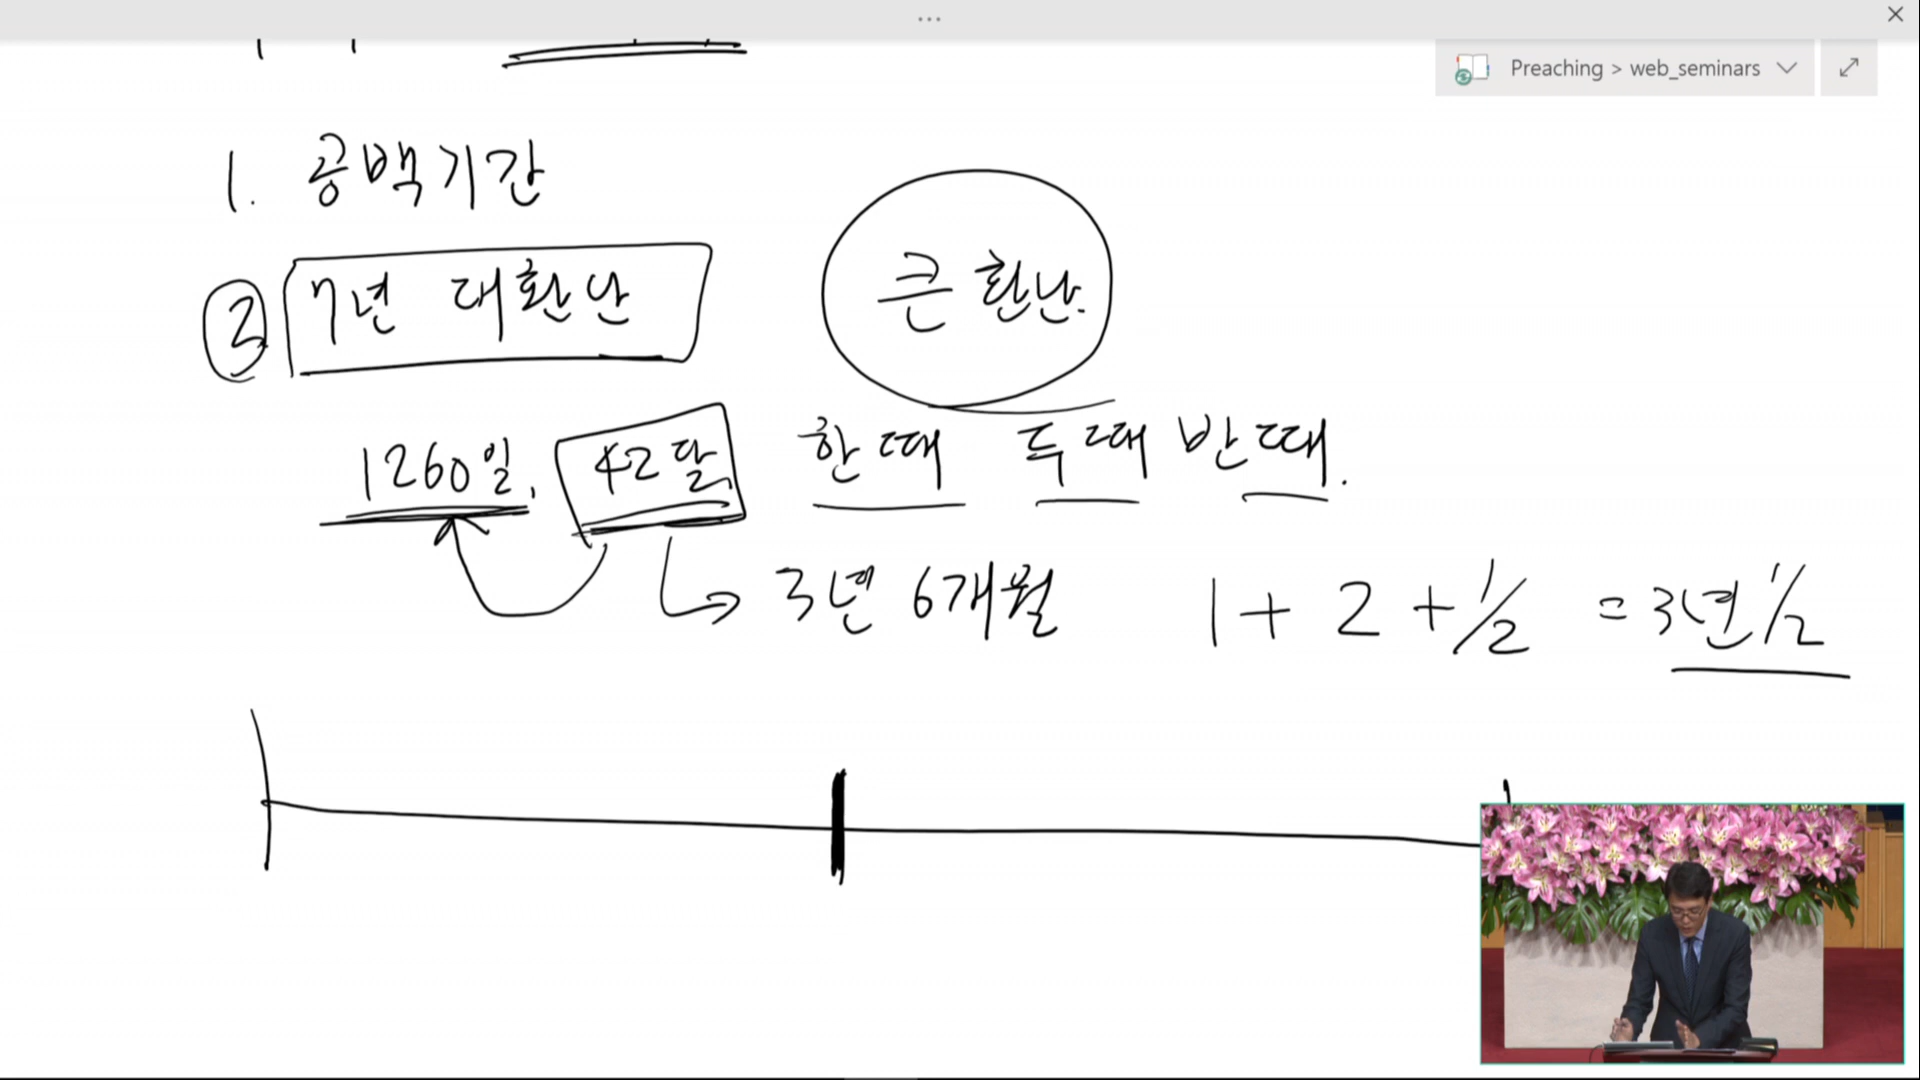 ...
Preaching > web_seminars
1. 공백기간
② 7년 대환난 큰 환난.
1260일, 42달 한때 두때 반때.
3년 6개월 1 + 2 + 1/2 = 3년 1/2